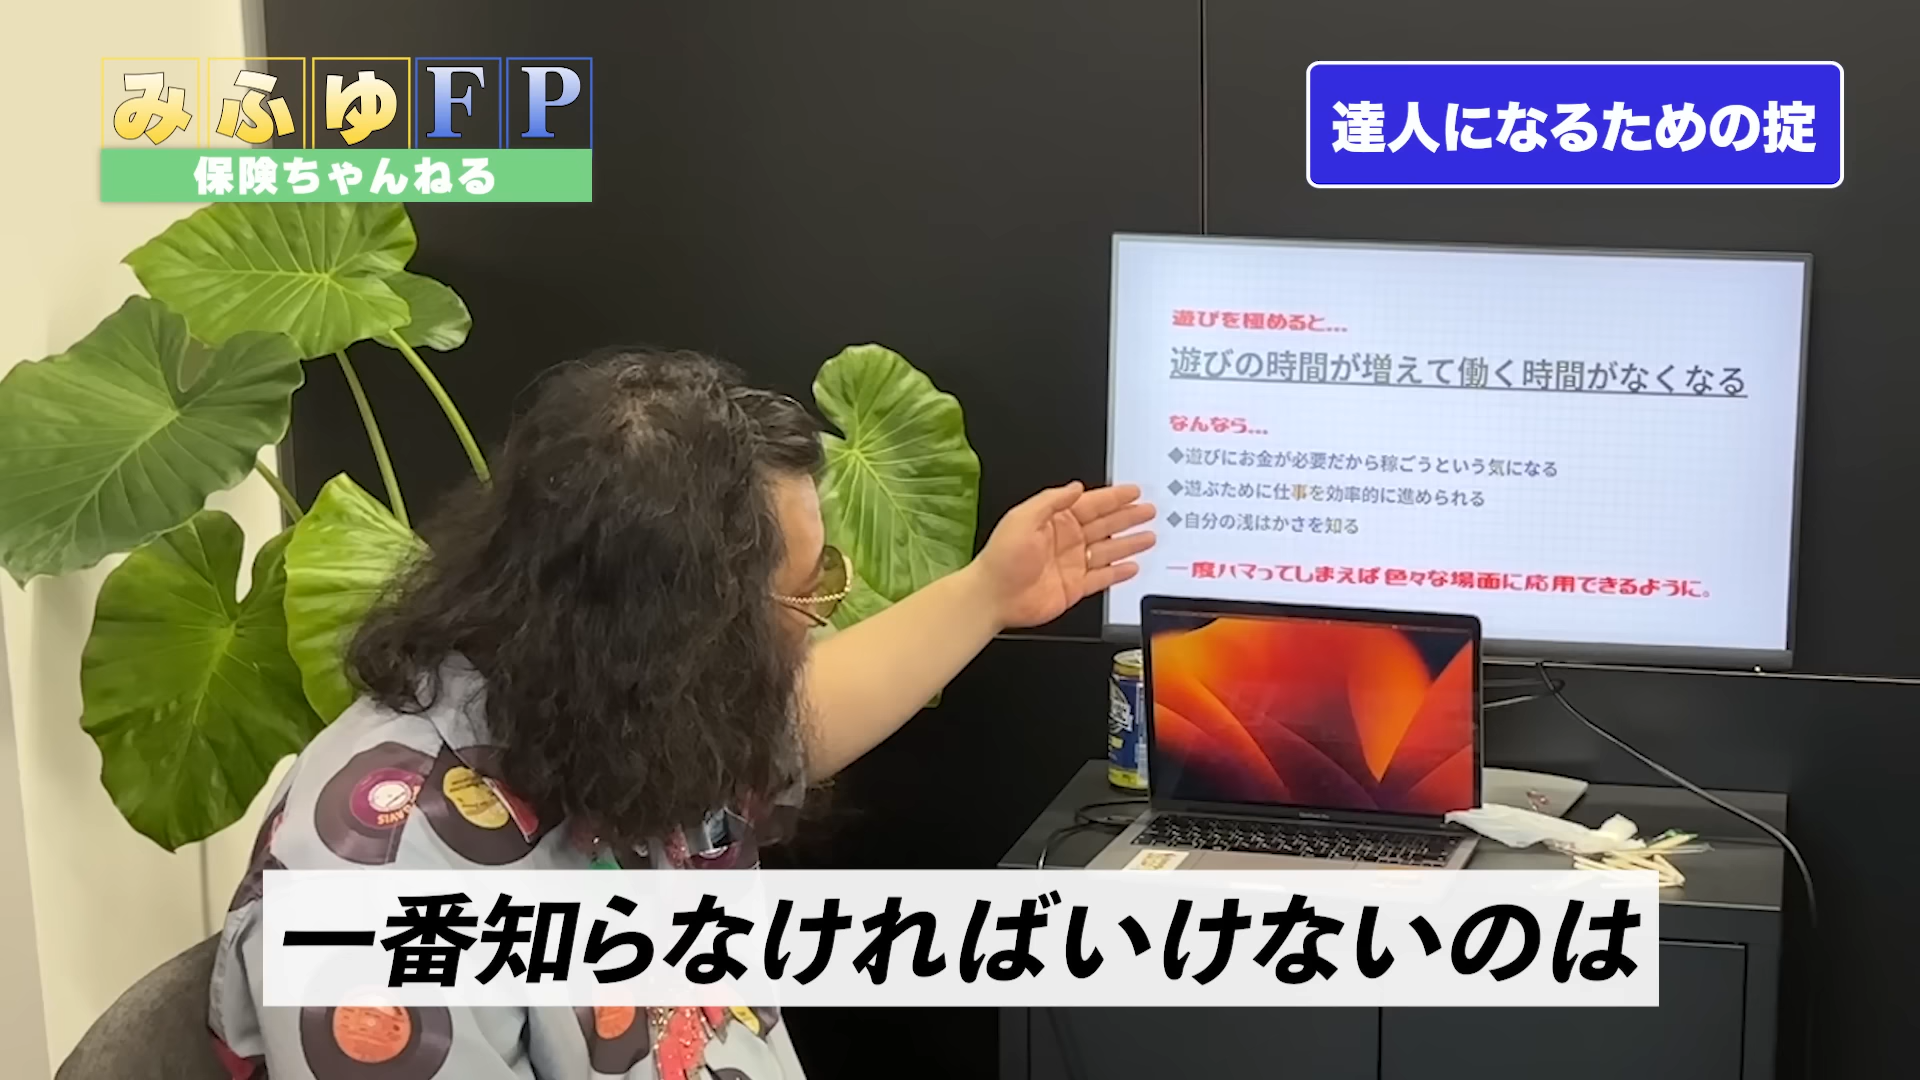 みふゆFP
保険ちゃんねる
達人になるための掟
遊びを極めると...
遊びの時間が増えて働く時間がなくなる
なんなら...
◆遊びにお金が必要だから稼ごうという気になる
◆遊ぶために仕事を効率的に進められる
◆自分の浅はかさを知る
一度ハマってしまえば色々な場面に応用できるように。
一番知らなければいけないのは